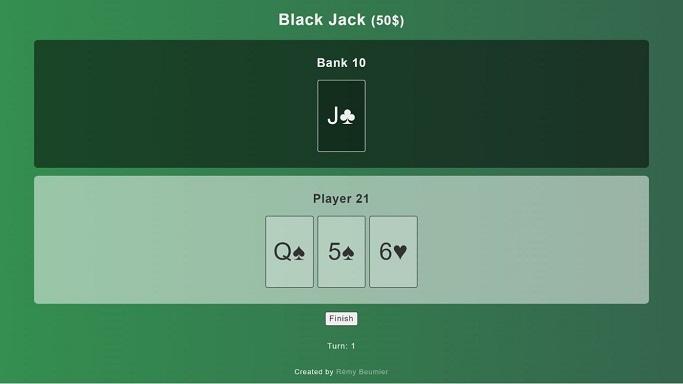 Black Jack (50$)
Bank 10
J♣
Player 21
Q♠ 5♠ 6♥
Finish
Turn: 1
Created by Rémy Beumier